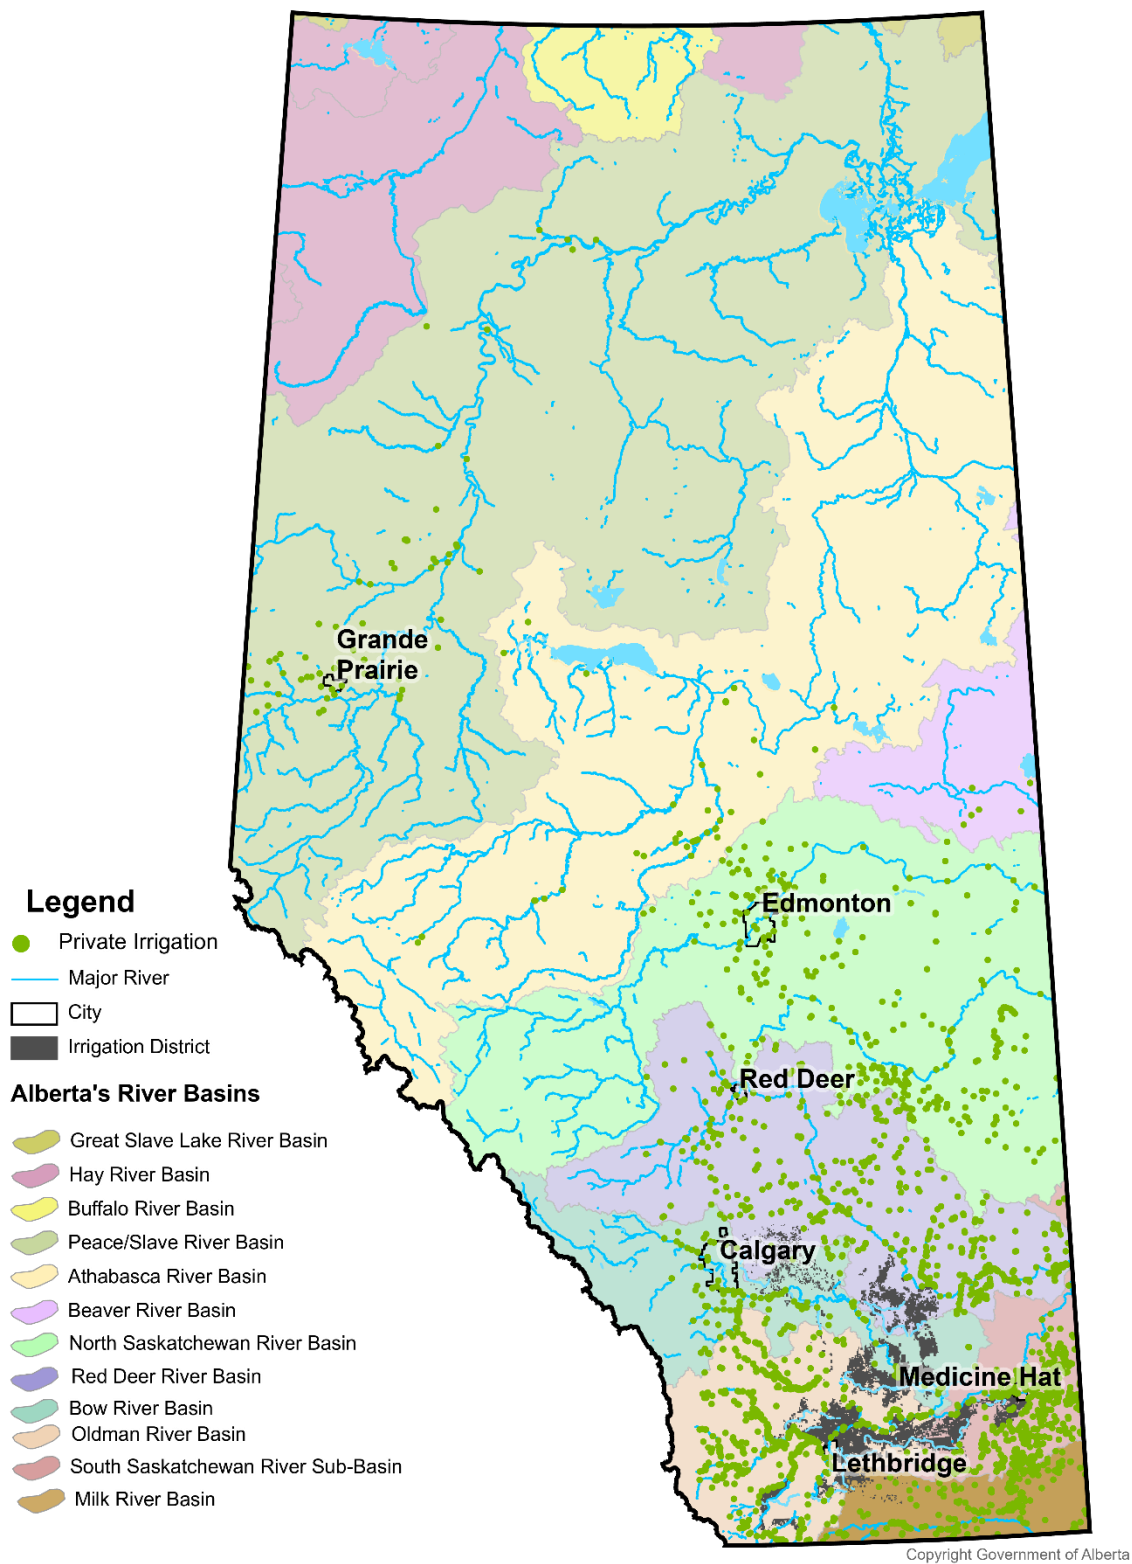 Grande
Prairie
Legend
Private Irrigation
Edmonton
Major River
City
Irrigation District
Red Deer
Alberta's River Basins
Great Slave Lake River Basin
Hay River Basin
Buffalo River Basin
Peace/Slave River Basin
Calgary
Athabasca River Basin
Beaver River Basin
North Saskatchewan River Basin
Red Deer River Basin
Medicine Hat
Bow River Basin
Oldman River Basin
Lethbridge
South Saskatchewan River Sub-Basin
Milk River Basin
Copyright Government of Alberta